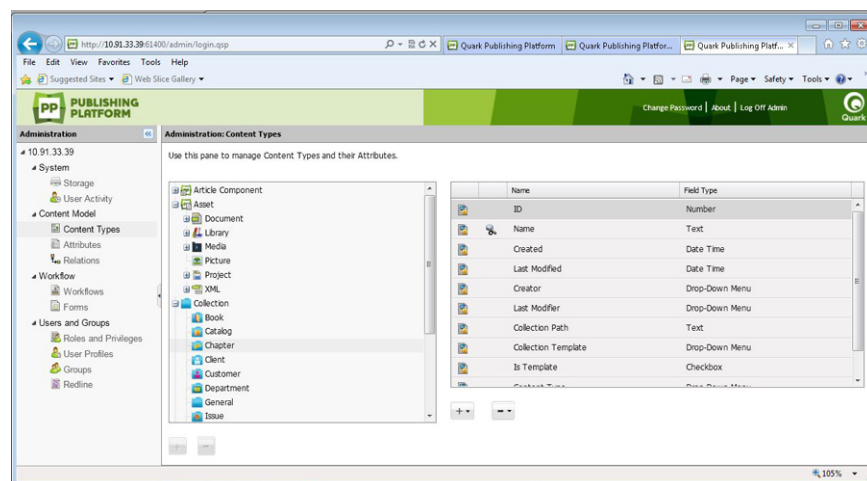 http://10.91.33.39:61400/admin/login.qsp
Quark Publishing Platform
Quark Publishing Platfor...
Quark Publishing Platf...
File Edit View Favorites Tools Help
Suggested Sites Web Slice Gallery
Page Safety Tools
PP PUBLISHING PLATFORM
Change Password | About | Log Off Admin
Quark
Administration
Administration: Content Types
10.91.33.39
System
Storage
User Activity
Content Model
Content Types
Attributes
Relations
Workflow
Workflows
Forms
Users and Groups
Roles and Privileges
User Profiles
Groups
Redline
Use this pane to manage Content Types and their Attributes.
Article Component
Asset
Document
Library
Media
Picture
Project
XML
Collection
Book
Catalog
Chapter
Client
Customer
Department
General
Issue
Name Field Type
ID Number
Name Text
Created Date Time
Last Modified Date Time
Creator Drop-Down Menu
Last Modifier Drop-Down Menu
Collection Path Text
Collection Template Drop-Down Menu
Is Template Checkbox
Content Type Drop-Down Menu
105%